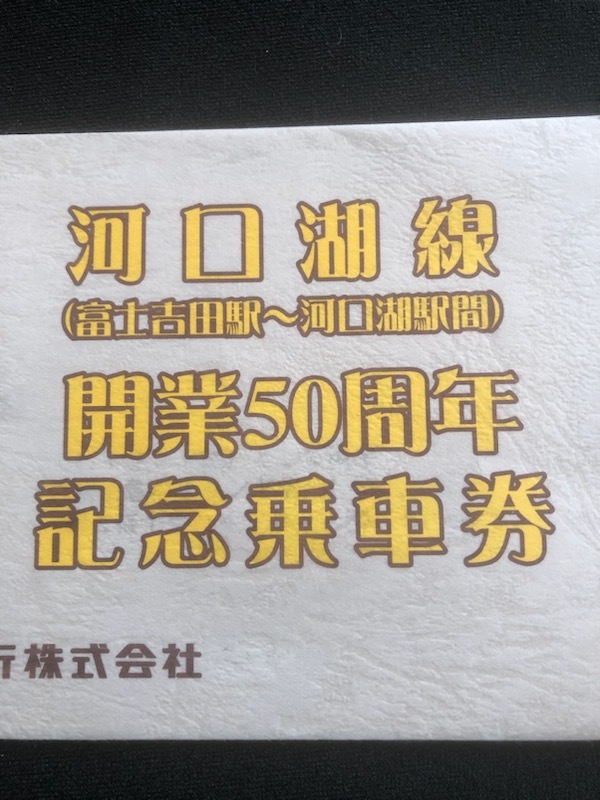 河口湖線
(富士吉田駅～河口湖駅間)
開業50周年
記念乗車券
行株式会社